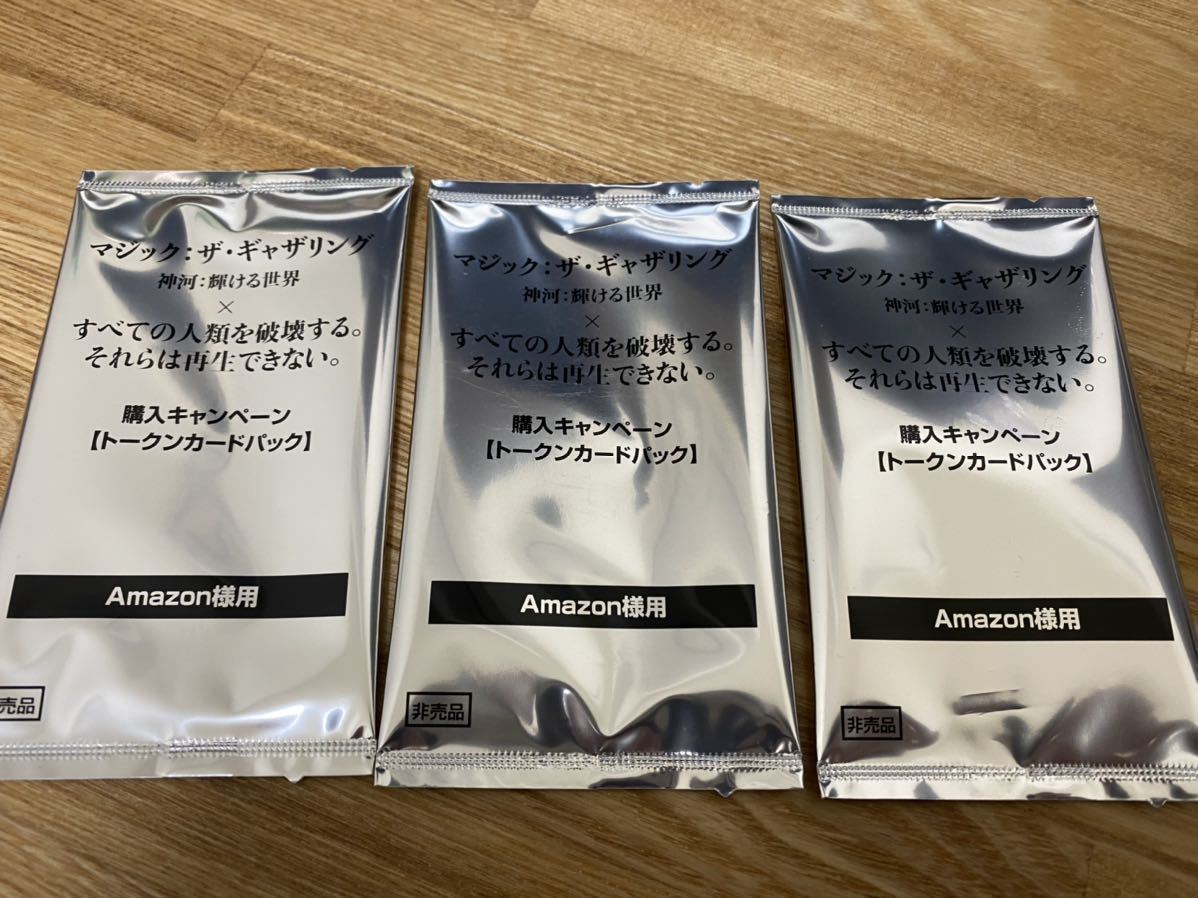 マジック：ザ・ギャザリング
神河：輝ける世界
×
すべての人類を破壊する。
それらは再生できない。
購入キャンペーン
【トークンカードパック】
Amazon様用
売品
マジック：ザ・ギャザリング
神河：輝ける世界
×
すべての人類を破壊する。
それらは再生できない。
購入キャンペーン
【トークンカードパック】
Amazon様用
非売品
マジック：ザ・ギャザリング
神河：輝ける世界
×
すべての人類を破壊する。
それらは再生できない。
購入キャンペーン
【トークンカードパック】
Amazon様用
非売品